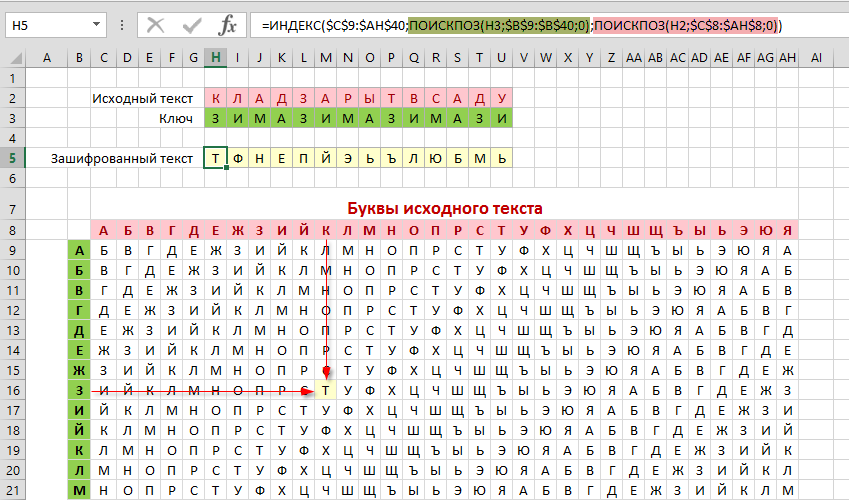 H5 =ИНДЕКС($C$9:$AH$40;ПОИСКПОЗ(H3;$B$9:$B$40;0);ПОИСКПОЗ(H2;$C$8:$AH$8;0))
A B C D E F G H I J K L M N O P Q R S T U V W X Y Z AA AB AC AD AE AF AG AH AI
1
2 Исходный текст К Л А Д З А Р Ы Т В С А Д У
3 Ключ З И М А З И М А З И М А З И
4
5 Зашифрованный текст Т Ф Н Е П Й Э Ь Ъ Л Ю Б М Ь
6
7 Буквы исходного текста
8 А Б В Г Д Е Ж З И Й К Л М Н О П Р С Т У Ф Х Ц Ч Ш Щ Ъ Ы Ь Э Ю Я
9 А Б В Г Д Е Ж З И Й К Л М Н О П Р С Т У Ф Х Ц Ч Ш Щ Ъ Ы Ь Э Ю Я А
10 Б В Г Д Е Ж З И Й К Л М Н О П Р С Т У Ф Х Ц Ч Ш Щ Ъ Ы Ь Э Ю Я А Б
11 В Г Д Е Ж З И Й К Л М Н О П Р С Т У Ф Х Ц Ч Ш Щ Ъ Ы Ь Э Ю Я А Б В
12 Г Д Е Ж З И Й К Л М Н О П Р С Т У Ф Х Ц Ч Ш Щ Ъ Ы Ь Э Ю Я А Б В Г
13 Д Е Ж З И Й К Л М Н О П Р С Т У Ф Х Ц Ч Ш Щ Ъ Ы Ь Э Ю Я А Б В Г Д
14 Е Ж З И Й К Л М Н О П Р С Т У Ф Х Ц Ч Ш Щ Ъ Ы Ь Э Ю Я А Б В Г Д Е
15 Ж З И Й К Л М Н О П Р С Т У Ф Х Ц Ч Ш Щ Ъ Ы Ь Э Ю Я А Б В Г Д Е Ж
16 З И Й К Л М Н О П Р С Т У Ф Х Ц Ч Ш Щ Ъ Ы Ь Э Ю Я А Б В Г Д Е Ж З
17 И Й К Л М Н О П Р С Т У Ф Х Ц Ч Ш Щ Ъ Ы Ь Э Ю Я А Б В Г Д Е Ж З И
18 Й К Л М Н О П Р С Т У Ф Х Ц Ч Ш Щ Ъ Ы Ь Э Ю Я А Б В Г Д Е Ж З И Й
19 К Л М Н О П Р С Т У Ф Х Ц Ч Ш Щ Ъ Ы Ь Э Ю Я А Б В Г Д Е Ж З И Й К
20 Л М Н О П Р С Т У Ф Х Ц Ч Ш Щ Ъ Ы Ь Э Ю Я А Б В Г Д Е Ж З И Й К Л
21 М Н О П Р С Т У Ф Х Ц Ч Ш Щ Ъ Ы Ь Э Ю Я А Б В Г Д Е Ж З И Й К Л М